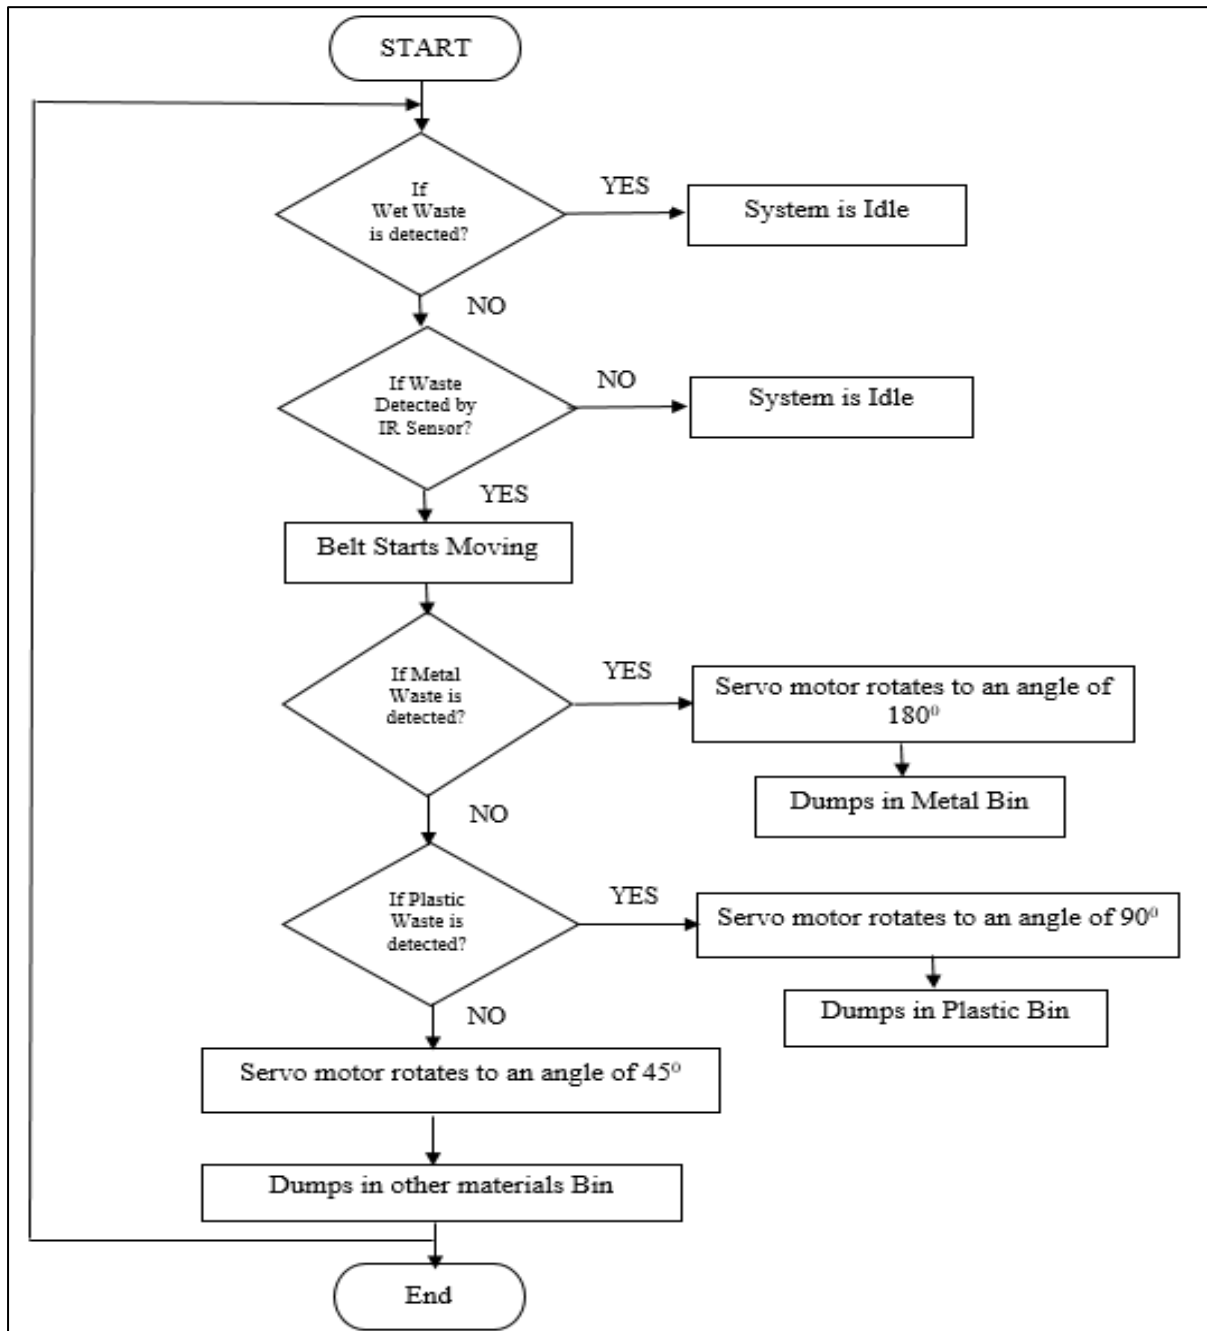 START
If
Wet Waste
is detected?
YES
System is Idle
NO
If Waste
Detected by
IR Sensor?
NO
System is Idle
YES
Belt Starts Moving
If Metal
Waste is
detected?
YES
Servo motor rotates to an angle of
180⁰
Dumps in Metal Bin
NO
If Plastic
Waste is
detected?
YES
Servo motor rotates to an angle of 90⁰
Dumps in Plastic Bin
NO
Servo motor rotates to an angle of 45⁰
Dumps in other materials Bin
End